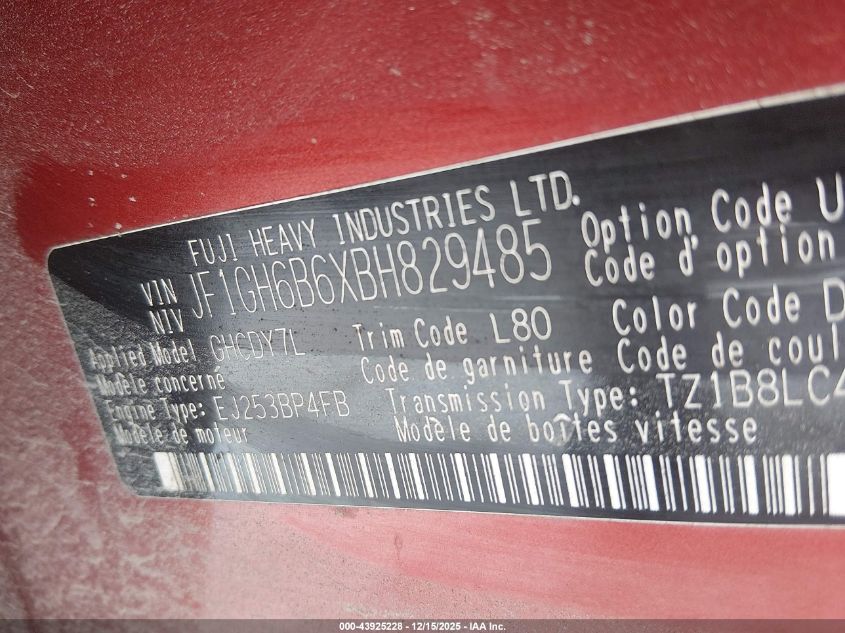 FUJI HEAVY INDUSTRIES LTD.
VIN
NIV
JF1GH6B6XBH829485
Option Code U
Code d'option
Applied Model GHCDY7L Trim Code L80 Color Code D
Modèle concerné Code de garniture Code de coul
Engine Type: EJ253BP4FB Transmission Type: TZ1B8LC4
Modèle de moteur Modèle de boîtes vitesse
000-43925228 - 12/15/2025 - IAA Inc.